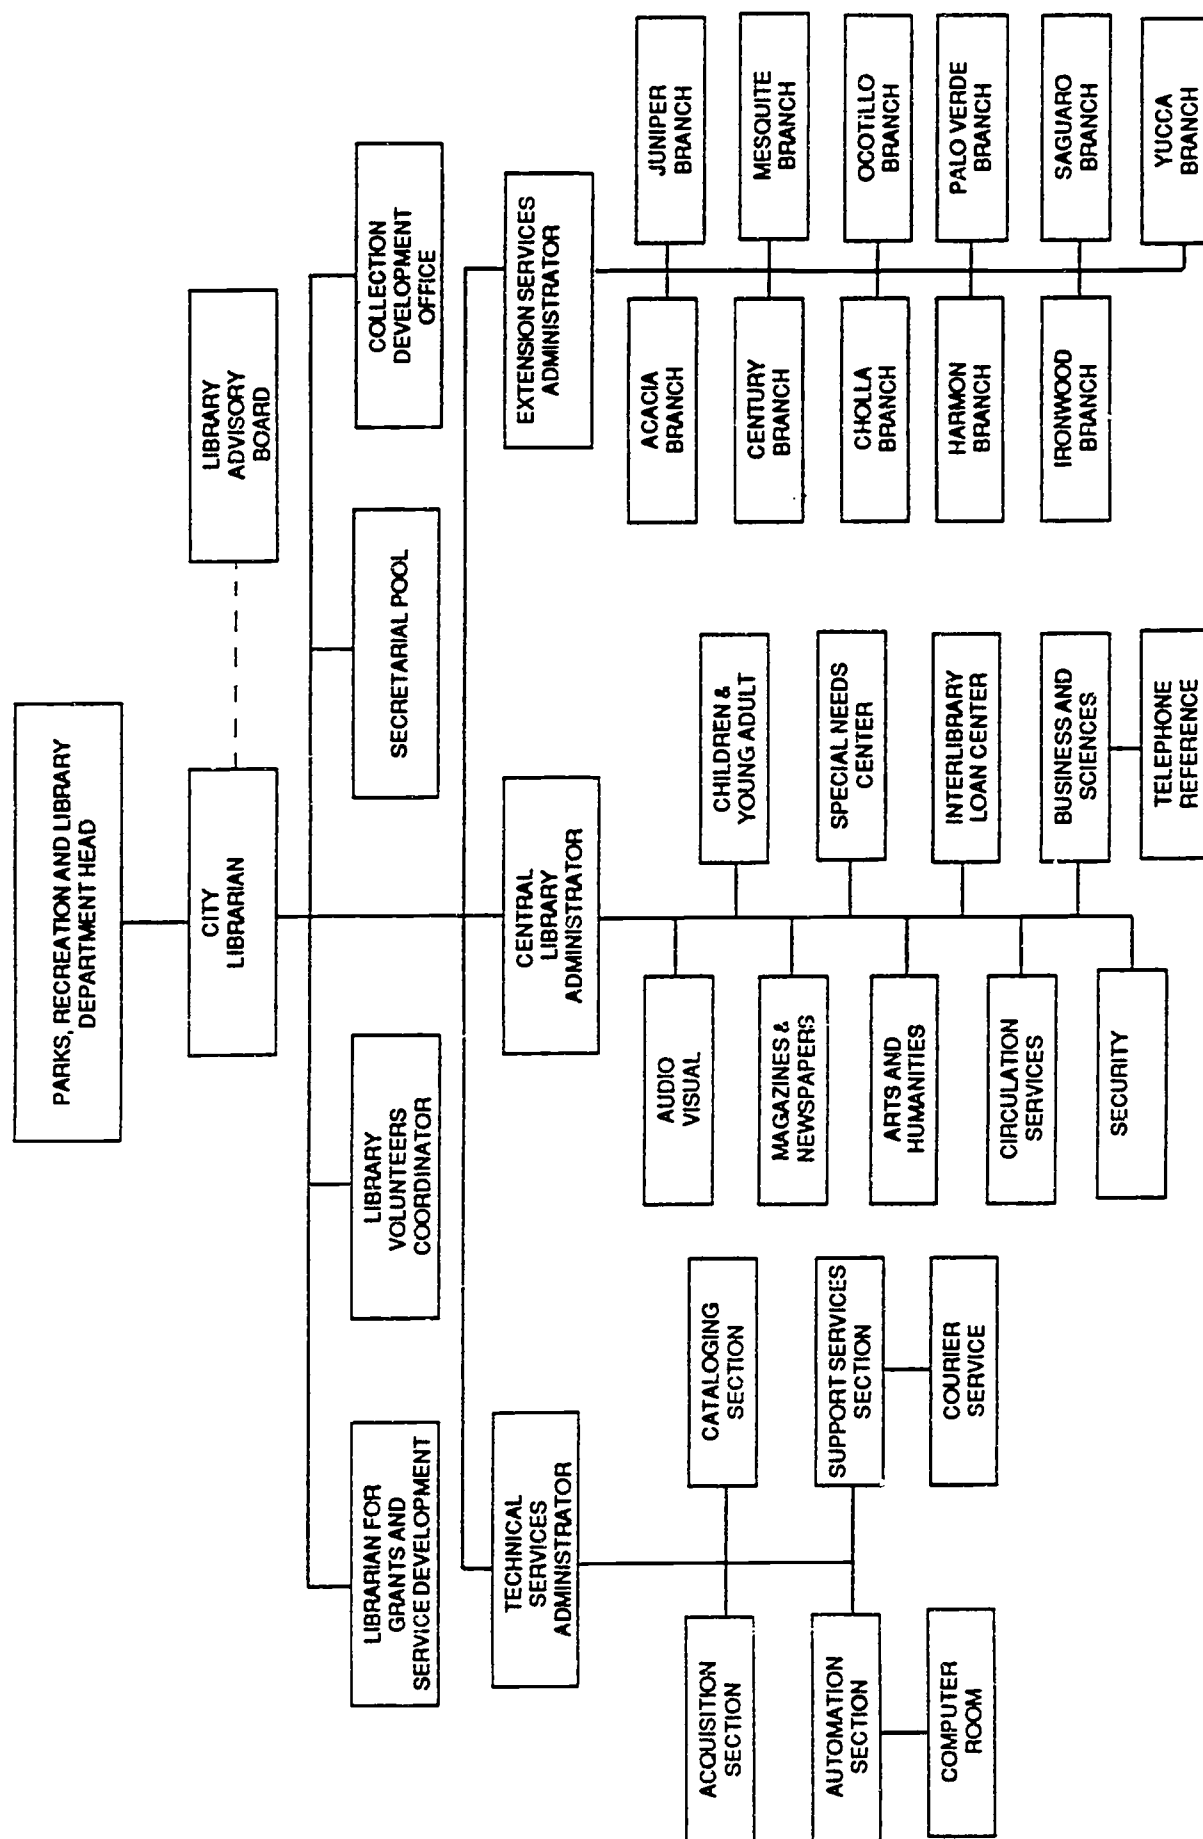 PARKS, RECREATION AND LIBRARY
DEPARTMENT HEAD
CITY
LIBRARIAN
LIBRARY
ADVISORY
BOARD
LIBRARIAN FOR
GRANTS AND
SERVICE DEVELOPMENT
LIBRARY
VOLUNTEERS
COORDINATOR
SECRETARIAL POOL
COLLECTION
DEVELOPMENT
OFFICE
TECHNICAL
SERVICES
ADMINISTRATOR
CENTRAL
LIBRARY
ADMINISTRATOR
EXTENSION SERVICES
ADMINISTRATOR
ACQUISITION
SECTION
CATALOGING
SECTION
AUTOMATION
SECTION
SUPPORT SERVICES
SECTION
COMPUTER
ROOM
COURIER
SERVICE
AUDIO
VISUAL
CHILDREN &
YOUNG ADULT
MAGAZINES &
NEWSPAPERS
SPECIAL NEEDS
CENTER
ARTS AND
HUMANITIES
INTERLIBRARY
LOAN CENTER
CIRCULATION
SERVICES
BUSINESS AND
SCIENCES
SECURITY
TELEPHONE
REFERENCE
ACACIA
BRANCH
JUNIPER
BRANCH
CENTURY
BRANCH
MESQUITE
BRANCH
CHOLLA
BRANCH
OCOTILLO
BRANCH
HARMON
BRANCH
PALO VERDE
BRANCH
IRONWOOD
BRANCH
SAGUARO
BRANCH
YUCCA
BRANCH